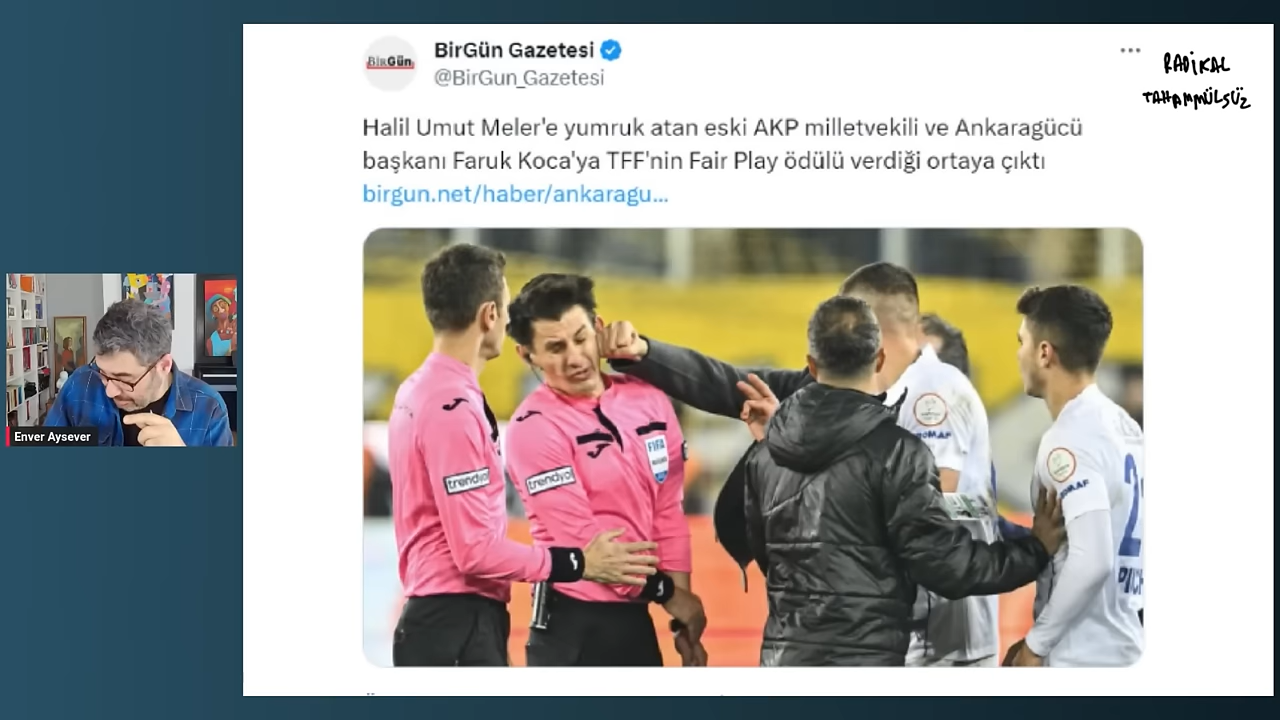 BirGün Gazetesi
@BirGun_Gazetesi
RADİKAL
TAHAMMÜLSÜZ
BirGün
Halil Umut Meler'e yumruk atan eski AKP milletvekili ve Ankaragücü
başkanı Faruk Koca'ya TFF'nin Fair Play ödülü verdiği ortaya çıktı
birgun.net/haber/ankaragu...
Enver Aysever
trendyol
trendyol
FIFA
2